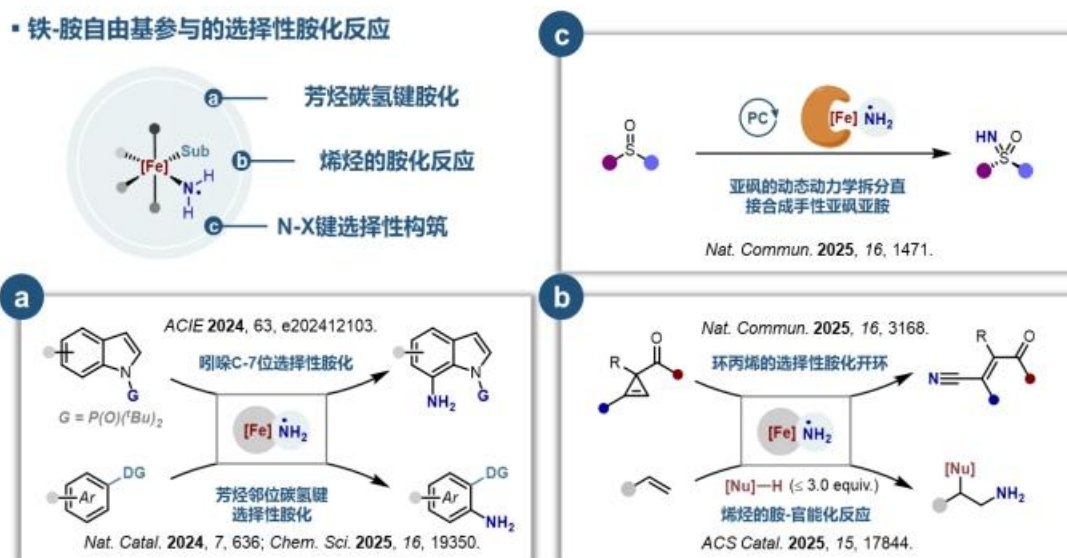 ▪ 铁-胺自由基参与的选择性胺化反应
a 芳烃碳氢键胺化
[Fe] Sub
b 烯烃的胺化反应
N H H
c N-X键选择性构筑
c
O
S
PC
[Fe] NH2
HN O
S
亚砜的动态动力学拆分直
接合成手性亚砜亚胺
Nat. Commun. 2025, 16, 1471.
a
ACIE 2024, 63, e202412103.
吲哚C-7位选择性胺化
N
G
G = P(O)(tBu)2
NH2
N
G
[Fe] NH2
DG
Ar
芳烃邻位碳氢键
选择性胺化
DG
Ar
NH2
Nat. Catal. 2024, 7, 636; Chem. Sci. 2025, 16, 19350.
b
Nat. Commun. 2025, 16, 3168.
环丙烯的选择性胺化开环
R O
R O
N
[Fe] NH2
[Nu]—H (≤ 3.0 equiv.)
[Nu]
NH2
烯烃的胺-官能化反应
ACS Catal. 2025, 15, 17844.